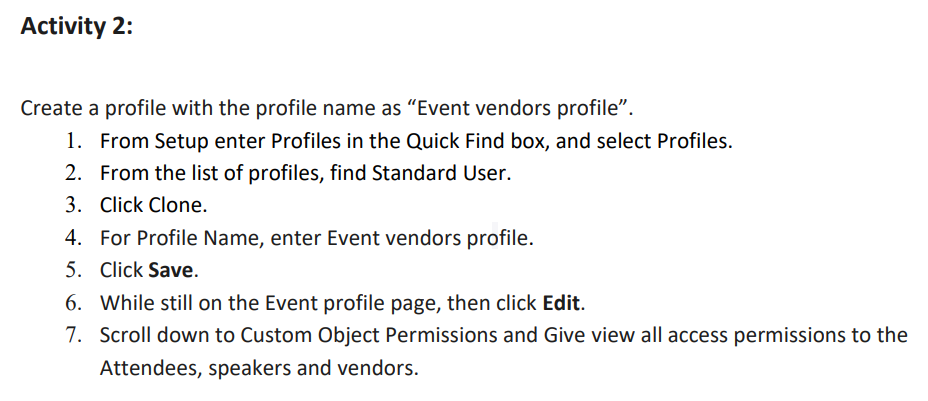 Activity 2:
Create a profile with the profile name as “Event vendors profile”.
1. From Setup enter Profiles in the Quick Find box, and select Profiles.
2. From the list of profiles, find Standard User.
3. Click Clone.
4. For Profile Name, enter Event vendors profile.
5. Click Save.
6. While still on the Event profile page, then click Edit.
7. Scroll down to Custom Object Permissions and Give view all access permissions to the
Attendees, speakers and vendors.